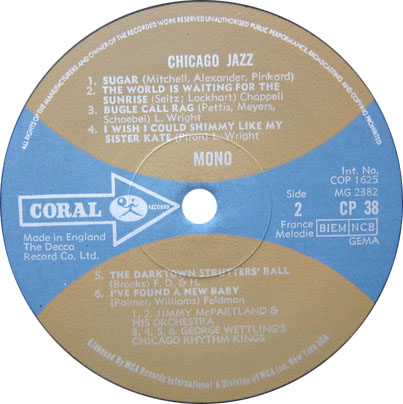 ALL RIGHTS OF THE MANUFACTURERS AND OWNER OF THE RECORDED WORK RESERVED UNAUTHORISED PUBLIC PERFORMANCE, BROADCASTING AND COPYING PROHIBITED
CHICAGO JAZZ
1. SUGAR (Mitchell, Alexander, Pinkard)
2. THE WORLD IS WAITING FOR THE
SUNRISE (Seitz; Lockhart) Chappell
3. BUGLE CALL RAG (Pettis, Meyers,
Schoebel) L. Wright
4. I WISH I COULD SHIMMY LIKE MY
SISTER KATE (Piron) L. Wright
MONO
Int. No.
COP 1625
MG 2382
Side
2
CP 38
France
Melodie
BIEM NCB
GEMA
CORAL
RECORDS
Made in England
The Decca
Record Co. Ltd.
5. THE DARKTOWN STRUTTERS' BALL
(Brooks) F. D. & H.
6. I'VE FOUND A NEW BABY
(Palmer, Williams) Feldman
1, 2, JIMMY McPARTLAND &
HIS ORCHESTRA
3, 4, 5, 6, GEORGE WETTLING'S
CHICAGO RHYTHM KINGS
Licensed By MCA Records International A Division of MCA Inc. New York, USA